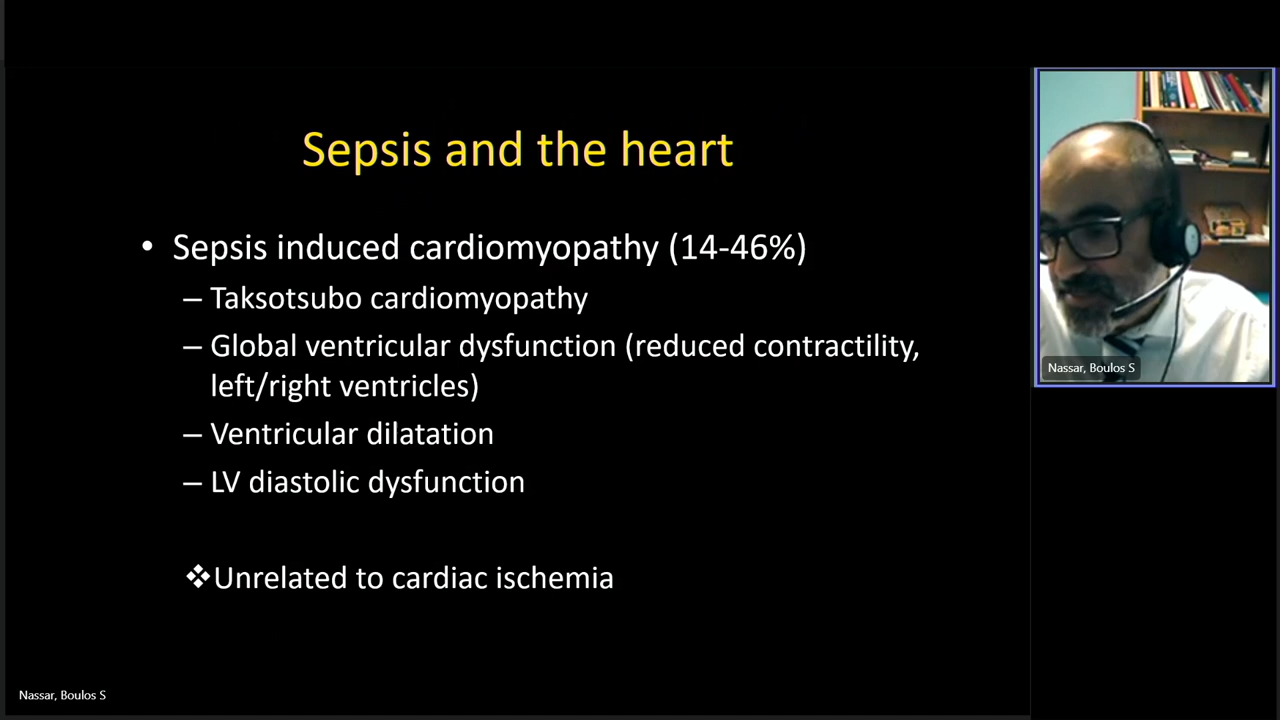 Sepsis and the heart
• Sepsis induced cardiomyopathy (14-46%)
– Taksotsubo cardiomyopathy
– Global ventricular dysfunction (reduced contractility,
left/right ventricles)
– Ventricular dilatation
– LV diastolic dysfunction
❖Unrelated to cardiac ischemia
Nassar, Boulos S
Nassar, Boulos S